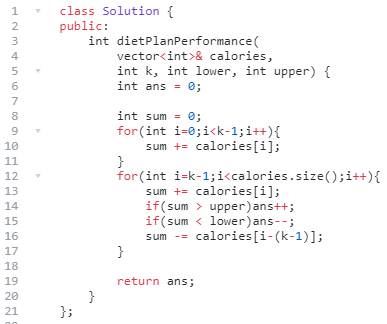 1 class Solution {
2 public:
3     int dietPlanPerformance(
4         vector<int>& calories,
5         int k, int lower, int upper) {
6         int ans = 0;
7
8         int sum = 0;
9         for(int i=0;i<k-1;i++){
10             sum += calories[i];
11         }
12         for(int i=k-1;i<calories.size();i++){
13             sum += calories[i];
14             if(sum > upper)ans++;
15             if(sum < lower)ans--;
16             sum -= calories[i-(k-1)];
17         }
18
19         return ans;
20     }
21 };